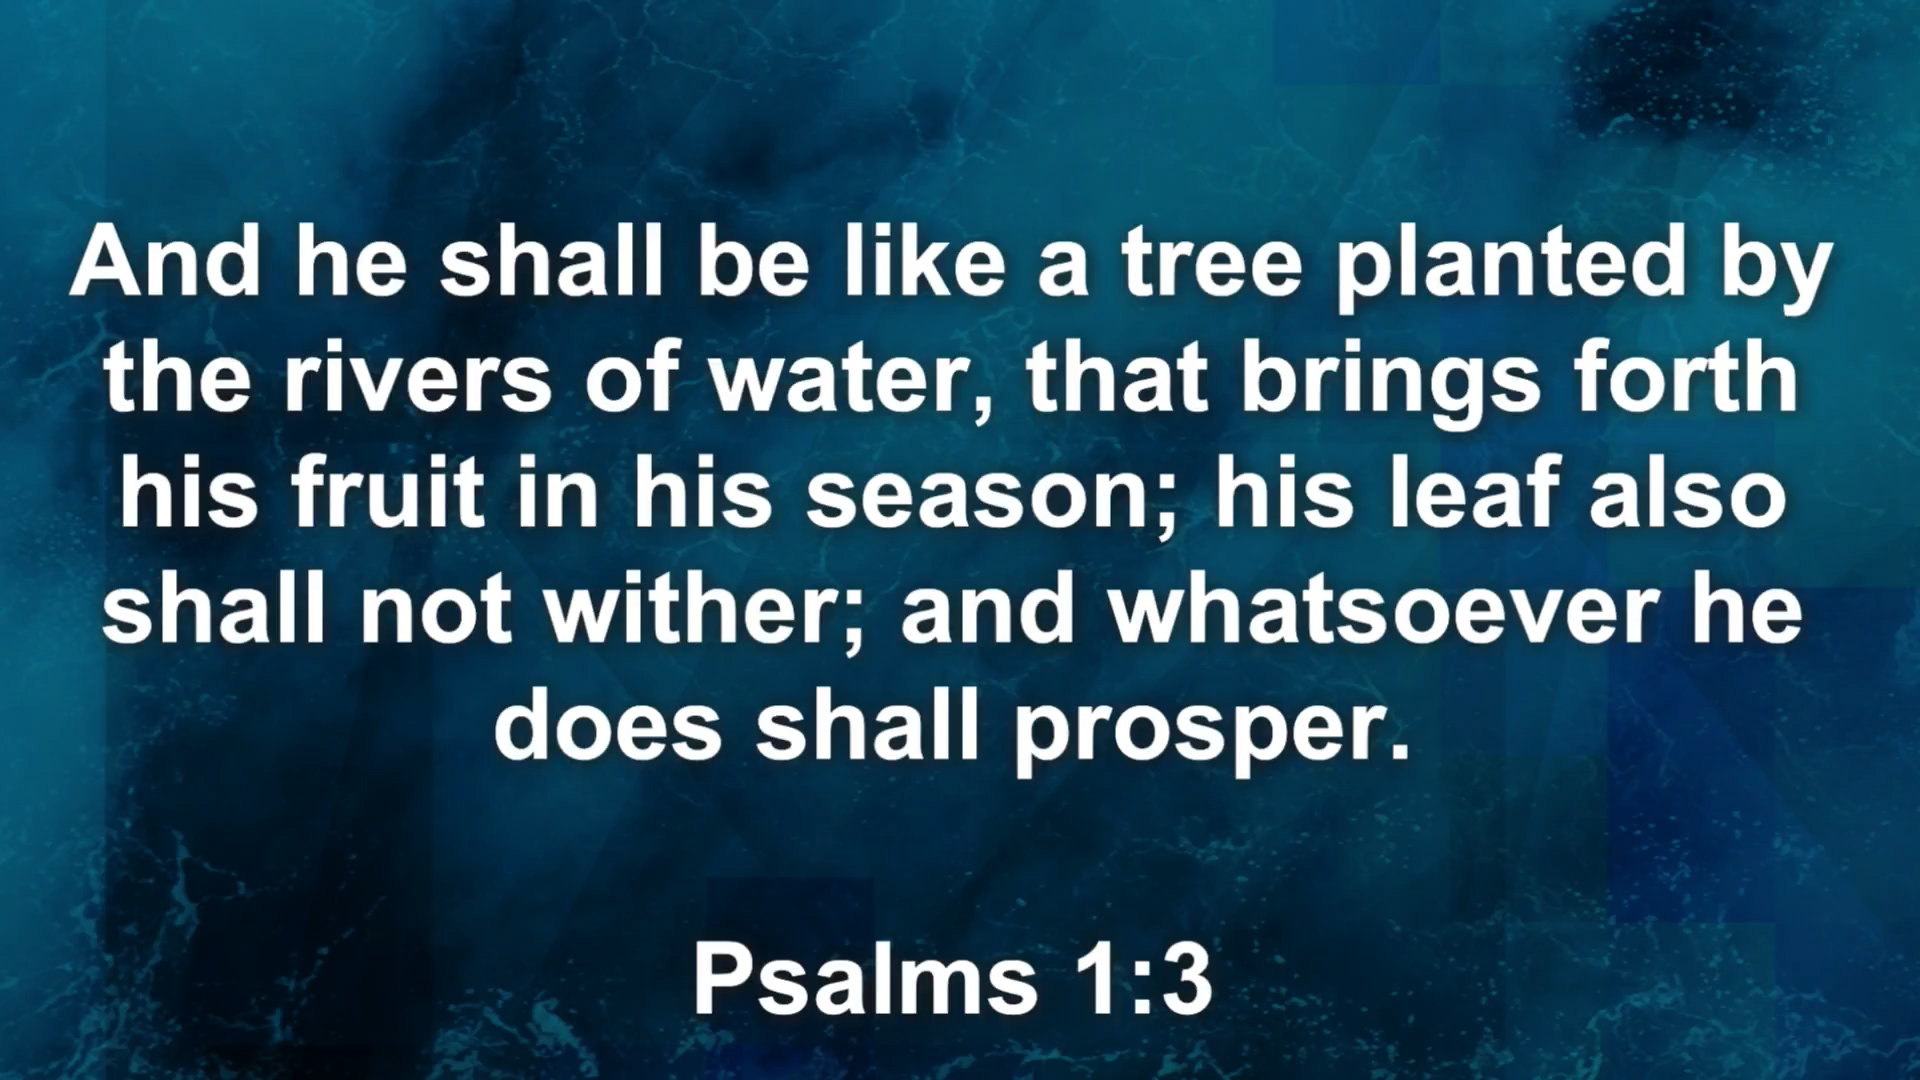 And he shall be like a tree planted by
the rivers of water, that brings forth
his fruit in his season; his leaf also
shall not wither; and whatsoever he
does shall prosper.
Psalms 1:3